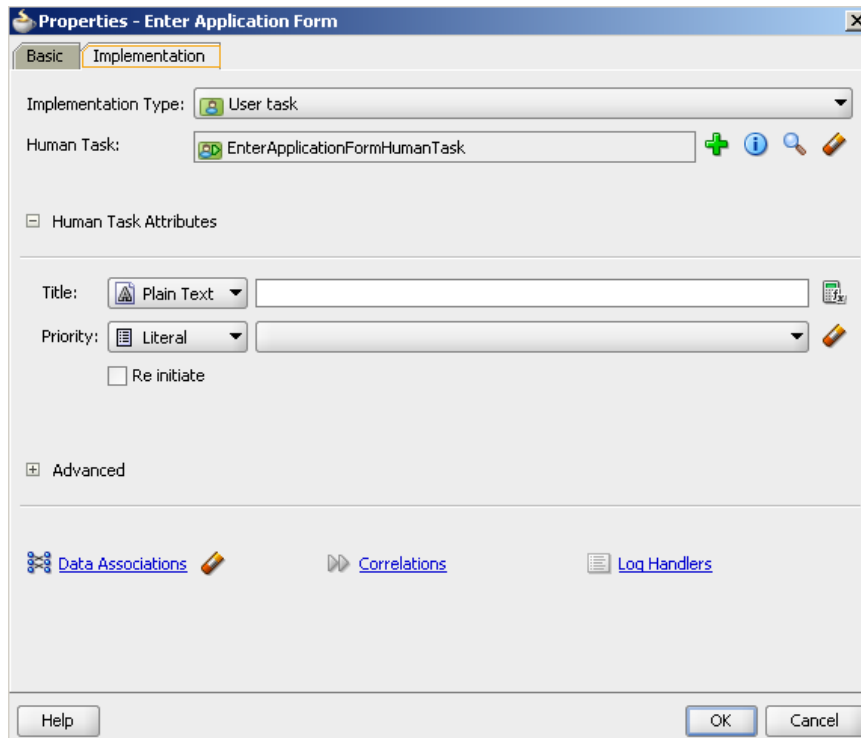 Properties - Enter Application Form
Basic Implementation
Implementation Type: User task
Human Task: EnterApplicationFormHumanTask
Human Task Attributes
Title: Plain Text
Priority: Literal
Re initiate
Advanced
Data Associations Correlations Log Handlers
Help OK Cancel